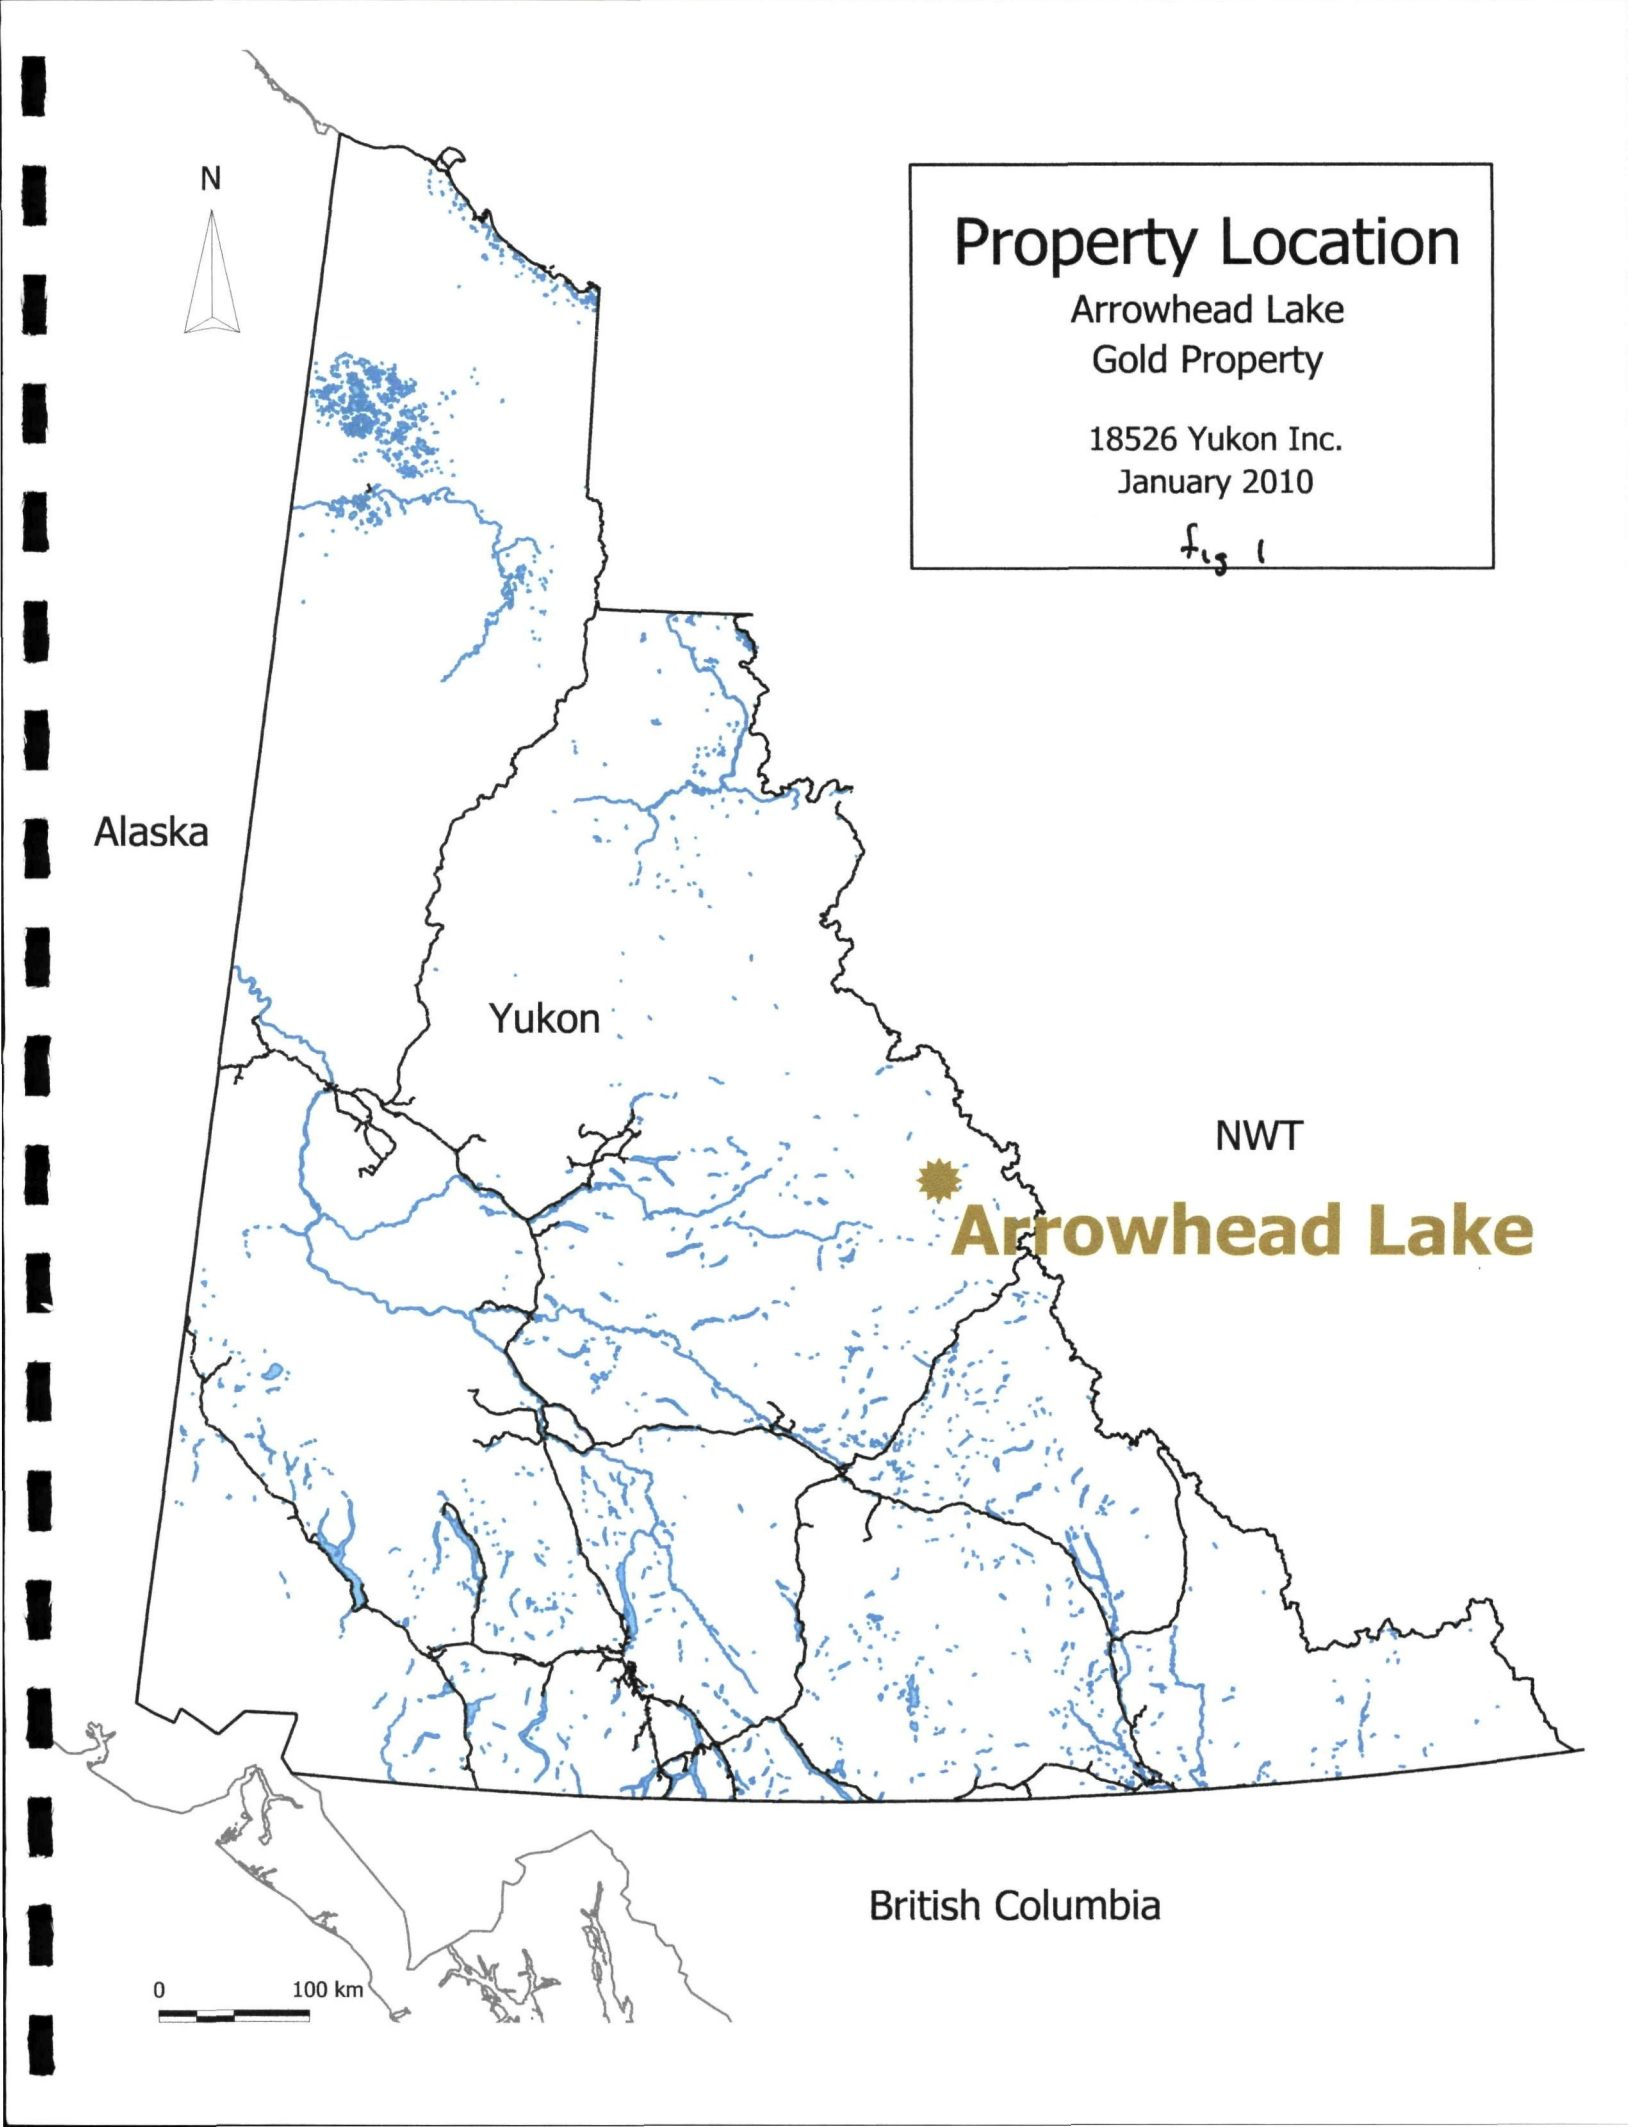 N
Property Location
Arrowhead Lake
Gold Property
18526 Yukon Inc.
January 2010
fig 1
Alaska
Yukon
NWT
Arrowhead Lake
British Columbia
0 100 km